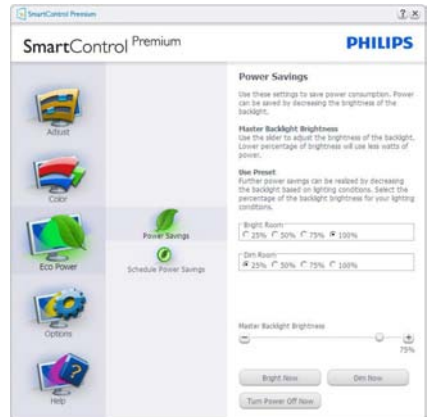 SmartControl Premium
? X
SmartControl Premium
PHILIPS
Adjust
Color
Eco Power
Options
Help
Power Savings
Schedule Power Savings
Power Savings
Use these settings to save power consumption. Power
can be saved by decreasing the brightness of the
backlight.
Master Backlight Brightness
Use the slider to adjust the brightness of the backlight.
Lower percentage of brightness will use less watts of
power.
Use Preset
Further power savings can be realized by decreasing
the backlight based on lighting conditions. Select the
percentage of the backlight brightness for your lighting
conditions.
Bright Room
25% 50% 75% 100%
Dim Room
25% 50% 75% 100%
Master Backlight Brightness
75%
Bright Now
Dim Now
Turn Power Off Now